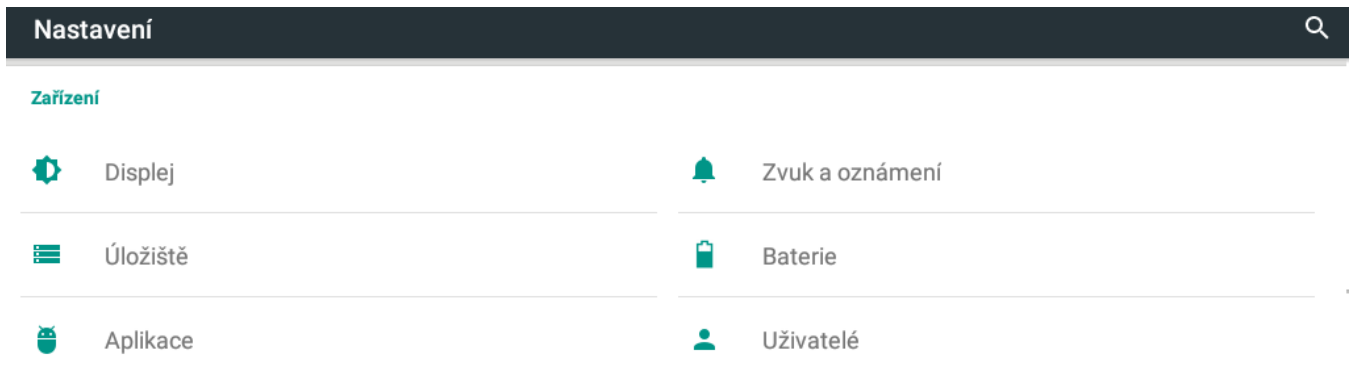 Nastavení
Zařízení
Displej
Zvuk a oznámení
Úložiště
Baterie
Aplikace
Uživatelé